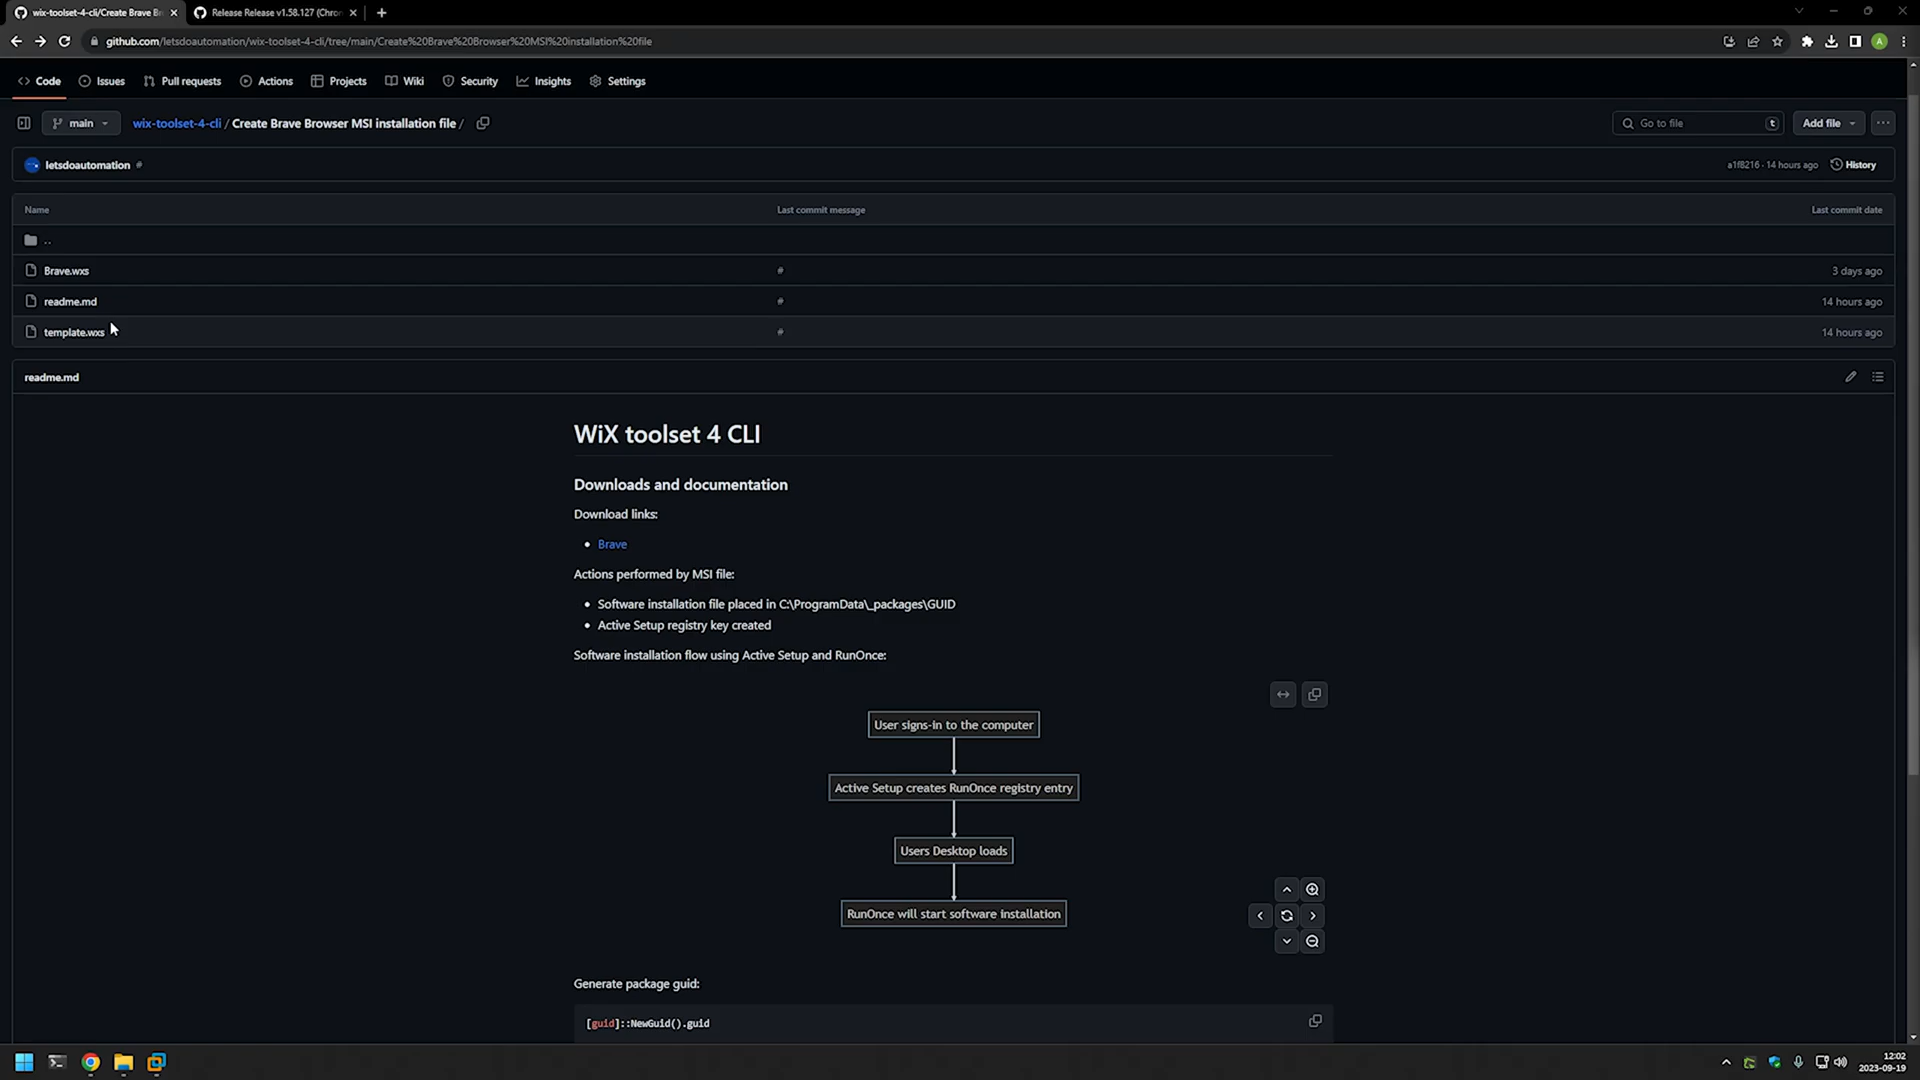 wix-toolset-4-cli/Create Brave Br
Release Release v1.58.127 (Chro
github.com/letsdoautomation/wix-toolset-4-cli/tree/main/Create%20Brave%20Browser%20MSI%20installation%20file
A
Code
Issues
Pull requests
Actions
Projects
Wiki
Security
Insights
Settings
main
wix-toolset-4-cli / Create Brave Browser MSI installation file /
Go to file
t
Add file
letsdoautomation #
a1f8216 · 14 hours ago
History
Name
Last commit message
Last commit date
..
Brave.wxs
#
3 days ago
readme.md
#
14 hours ago
template.wxs
#
14 hours ago
readme.md
WiX toolset 4 CLI
Downloads and documentation
Download links:
• Brave
Actions performed by MSI file:
• Software installation file placed in C:\ProgramData\_packages\GUID
• Active Setup registry key created
Software installation flow using Active Setup and RunOnce:
User signs-in to the computer
Active Setup creates RunOnce registry entry
Users Desktop loads
RunOnce will start software installation
Generate package guid:
[guid]::NewGuid().guid
12:02
2023-09-19